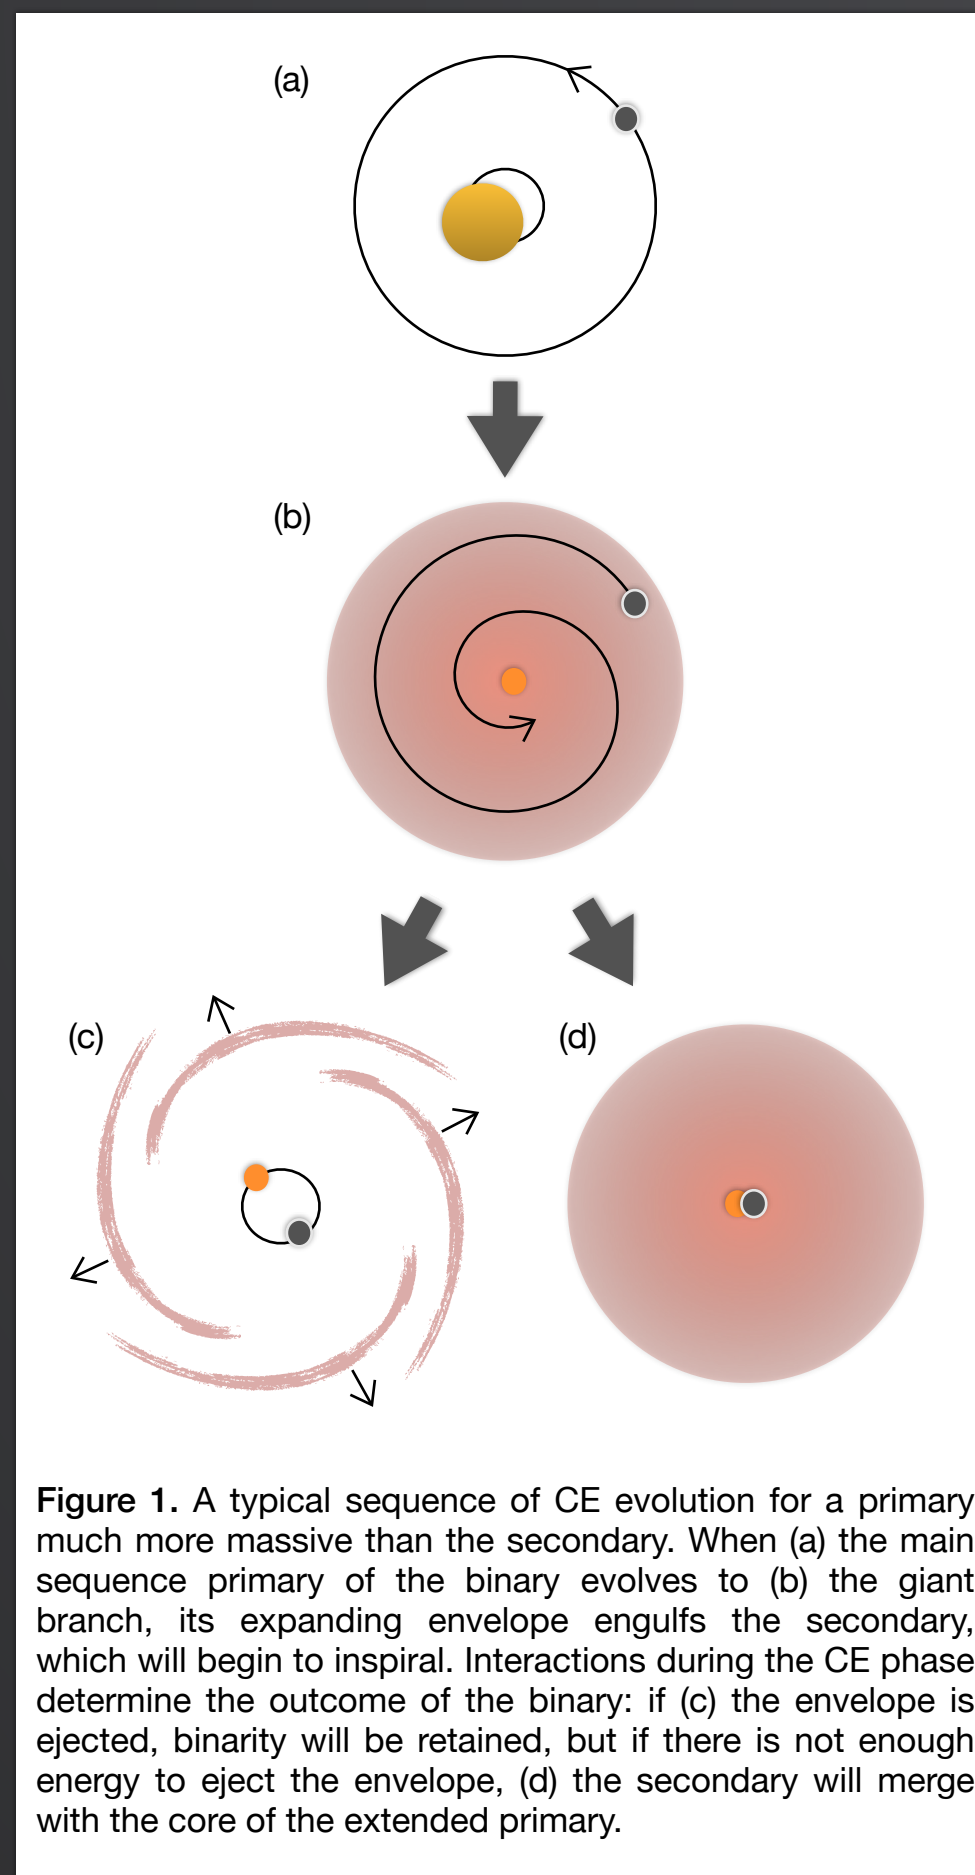 (a)
(b)
(c)
(d)
Figure 1. A typical sequence of CE evolution for a primary
much more massive than the secondary. When (a) the main
sequence primary of the binary evolves to (b) the giant
branch, its expanding envelope engulfs the secondary,
which will begin to inspiral. Interactions during the CE phase
determine the outcome of the binary: if (c) the envelope is
ejected, binarity will be retained, but if there is not enough
energy to eject the envelope, (d) the secondary will merge
with the core of the extended primary.